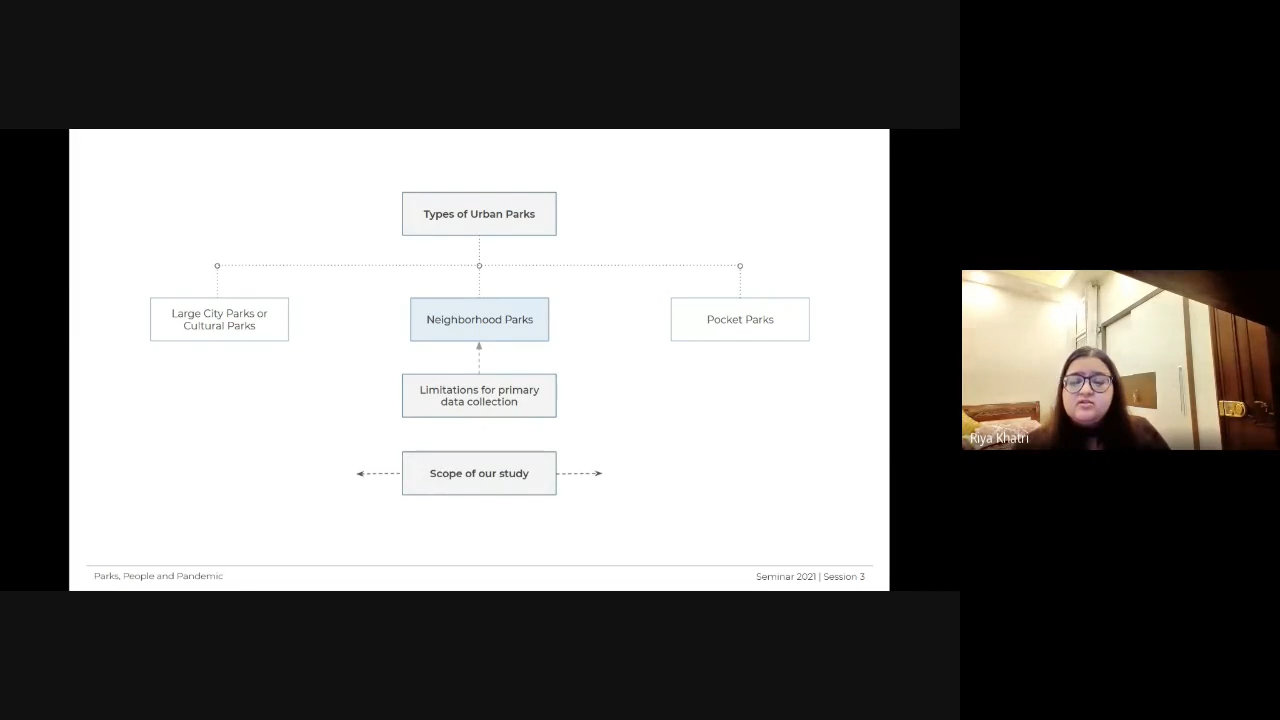 Types of Urban Parks
Large City Parks or
Cultural Parks
Neighborhood Parks
Pocket Parks
Limitations for primary
data collection
Scope of our study
Parks, People and Pandemic
Seminar 2021 | Session 3
Riya Khatri